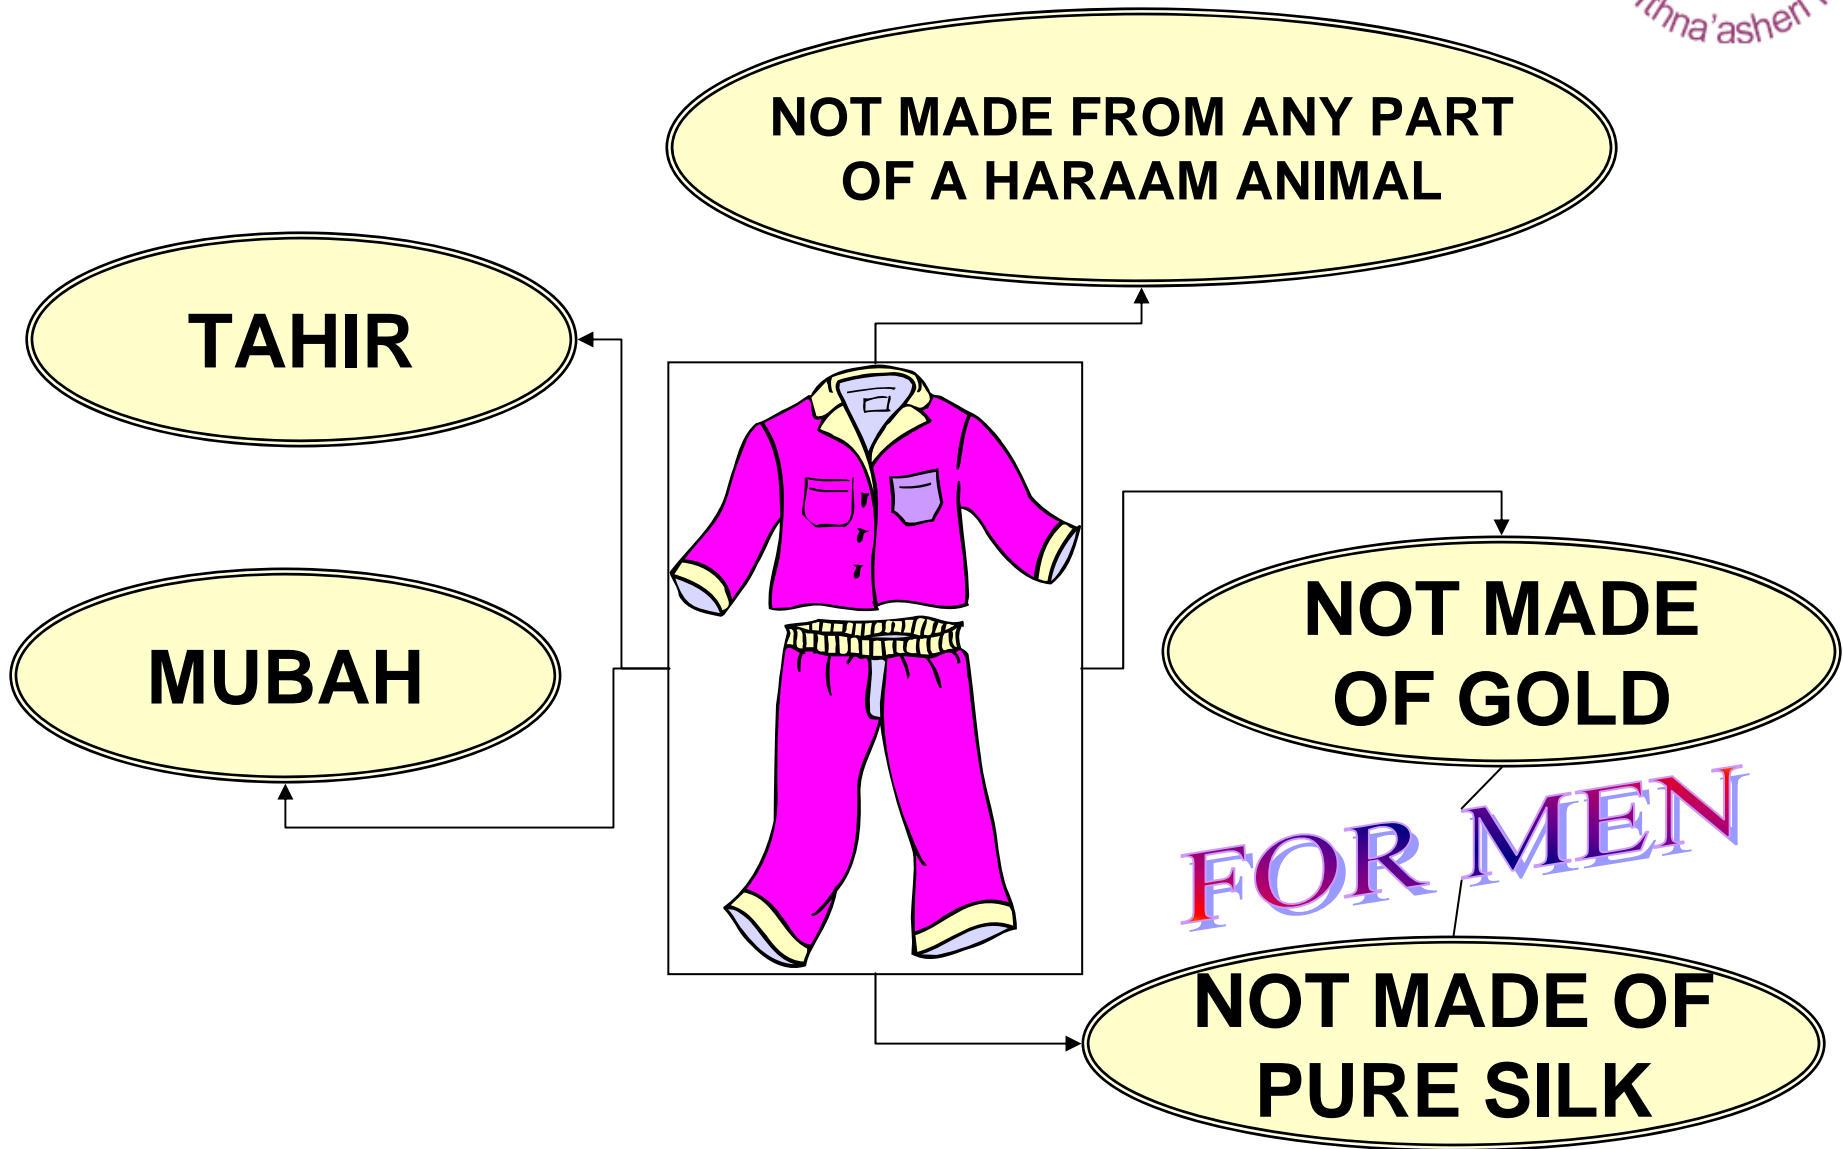 NOT MADE FROM ANY PART
OF A HARAAM ANIMAL
TAHIR
MUBAH
NOT MADE
OF GOLD
FOR MEN
NOT MADE OF
PURE SILK